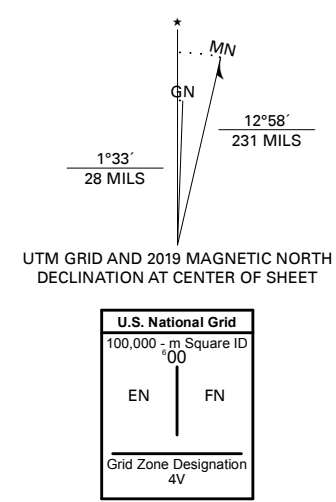 ★
MN
GN
12°58´
231 MILS
1°33´
28 MILS
UTM GRID AND 2019 MAGNETIC NORTH
DECLINATION AT CENTER OF SHEET
U.S. National Grid
100,000 - m Square ID
⁶00
EN FN
Grid Zone Designation
4V